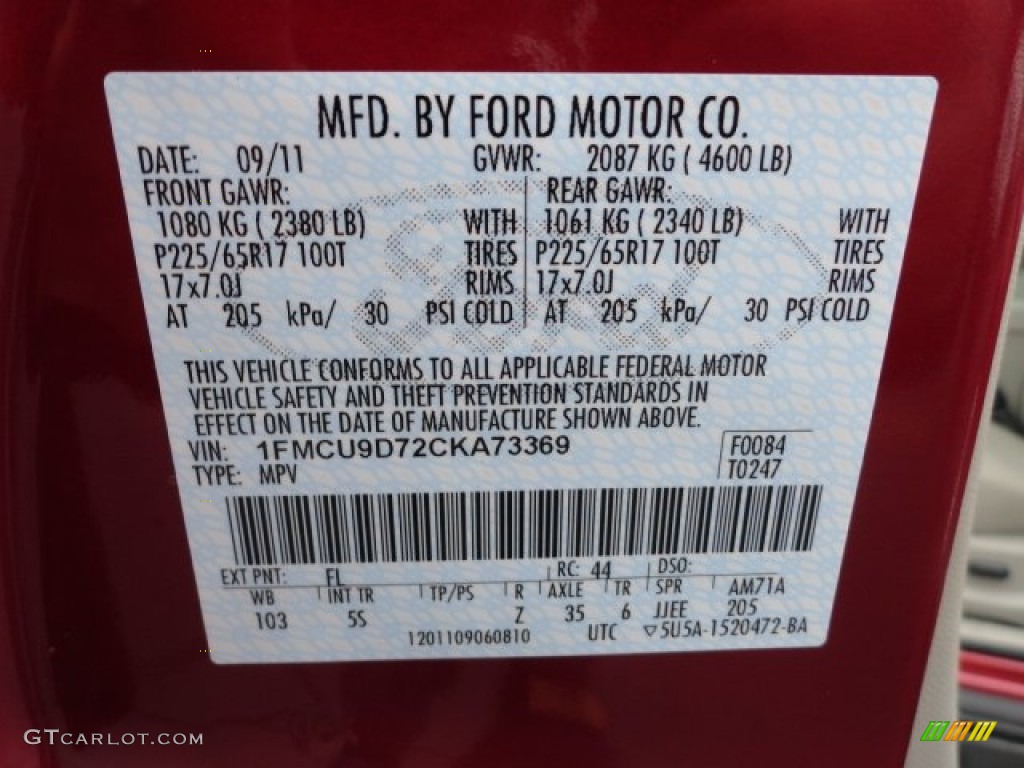 MFD. BY FORD MOTOR CO.
DATE: 09/11 GVWR: 2087 KG ( 4600 LB)
FRONT GAWR: REAR GAWR:
1080 KG ( 2380 LB) WITH 1061 KG ( 2340 LB) WITH
P225/65R17 100T TIRES P225/65R17 100T TIRES
17x7.0J RIMS 17x7.0J RIMS
AT 205 kPa/ 30 PSI COLD AT 205 kPa/ 30 PSI COLD
THIS VEHICLE CONFORMS TO ALL APPLICABLE FEDERAL MOTOR
VEHICLE SAFETY AND THEFT PREVENTION STANDARDS IN
EFFECT ON THE DATE OF MANUFACTURE SHOWN ABOVE.
VIN: 1FMCU9D72CKA73369 F0084
TYPE: MPV T0247
EXT PNT: FL RC: 44 DSO:
WB INT TR TP/PS R AXLE TR SPR AM71A
103 5S Z 35 6 JJEE 205
1201109060810 UTC ▽5U5A-1520472-BA
GTCARLOT.COM